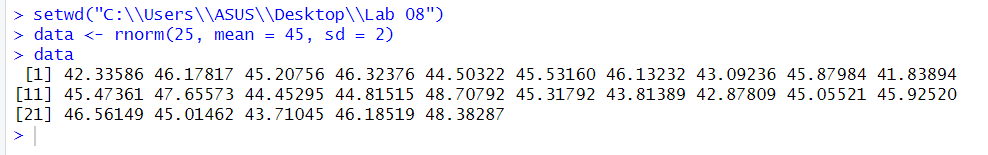 > setwd("C:\\Users\\ASUS\\Desktop\\Lab 08")
> data <- rnorm(25, mean = 45, sd = 2)
> data
[1] 42.33586 46.17817 45.20756 46.32376 44.50322 45.53160 46.13232 43.09236 45.87984 41.83894
[11] 45.47361 47.65573 44.45295 44.81515 48.70792 45.31792 43.81389 42.87809 45.05521 45.92520
[21] 46.56149 45.01462 43.71045 46.18519 48.38287
>